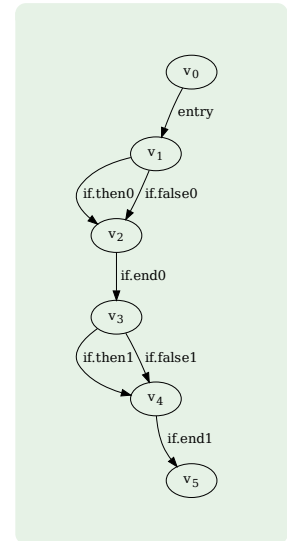 v0
entry
v1
if.then0 if.false0
v2
if.end0
v3
if.then1 if.false1
v4
if.end1
v5